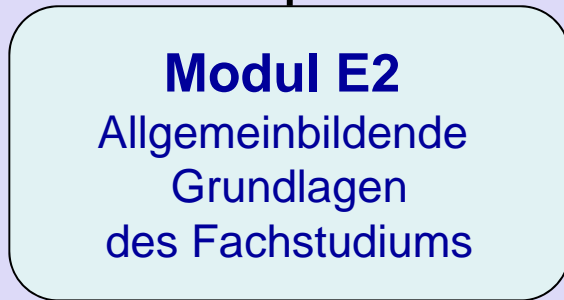 Modul E2
Allgemeinbildende
Grundlagen
des Fachstudiums